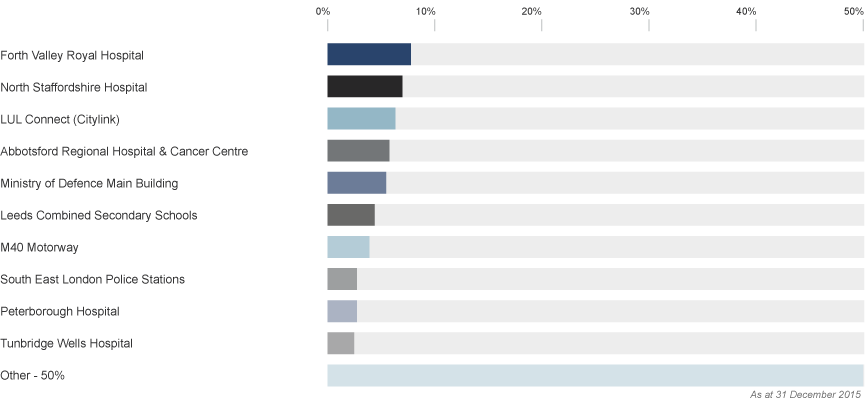 0% 10% 20% 30% 40% 50%
Forth Valley Royal Hospital
North Staffordshire Hospital
LUL Connect (Citylink)
Abbotsford Regional Hospital & Cancer Centre
Ministry of Defence Main Building
Leeds Combined Secondary Schools
M40 Motorway
South East London Police Stations
Peterborough Hospital
Tunbridge Wells Hospital
Other - 50%
As at 31 December 2015